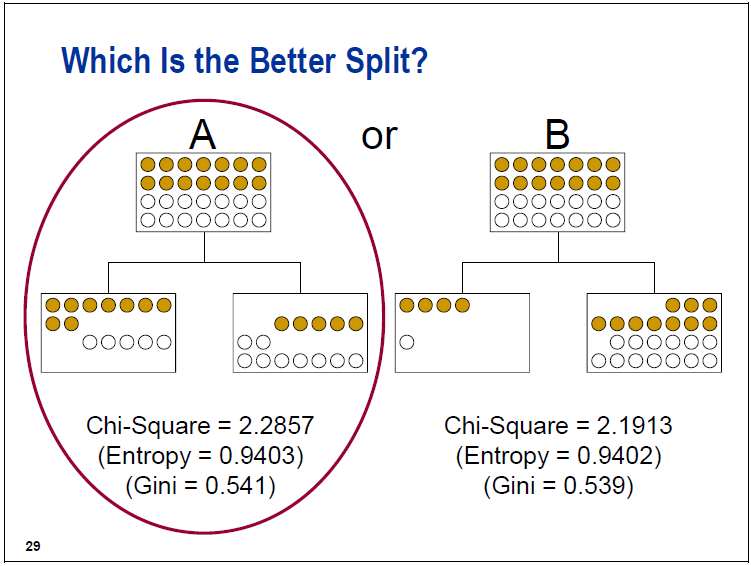 Which Is the Better Split?
A or B
Chi-Square = 2.2857
(Entropy = 0.9403)
(Gini = 0.541)
Chi-Square = 2.1913
(Entropy = 0.9402)
(Gini = 0.539)
29